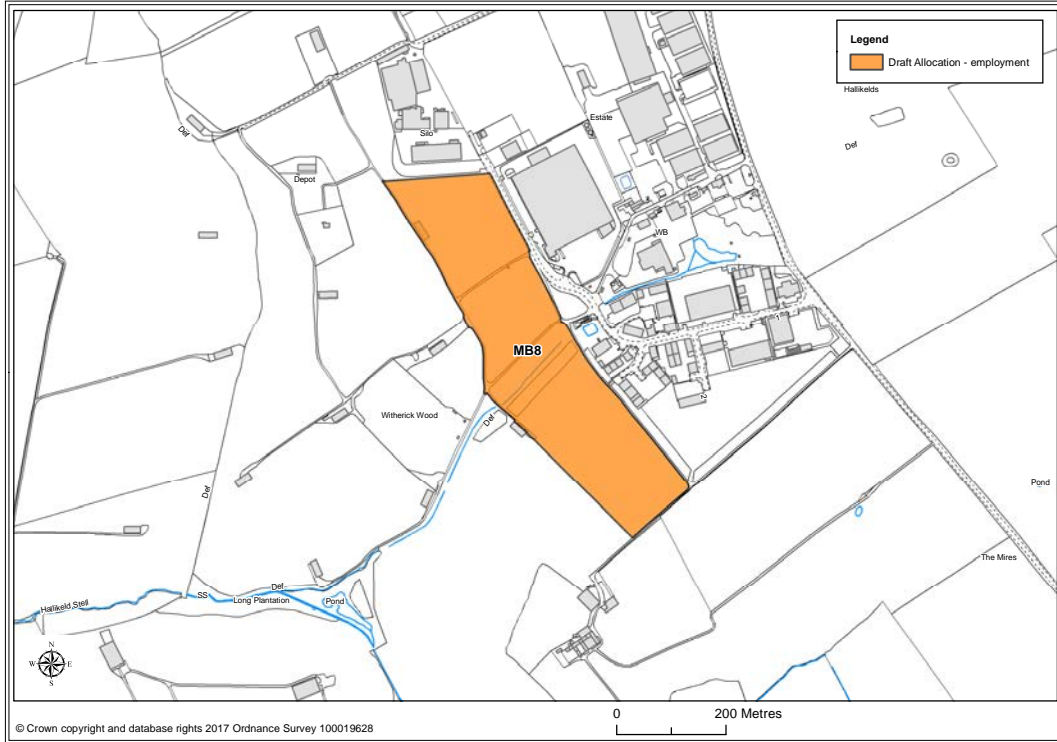 Legend
Draft Allocation - employment
Hallikelds
Def
Estate
Def
Silo
Depot
WB
1
MB8
2
Witherick Wood
Def
Def
Pond
The Mires
Def
SS
Long Plantation
Pond
Hallikeld Stell
N
W E
S
0 200 Metres
© Crown copyright and database rights 2017 Ordnance Survey 100019628